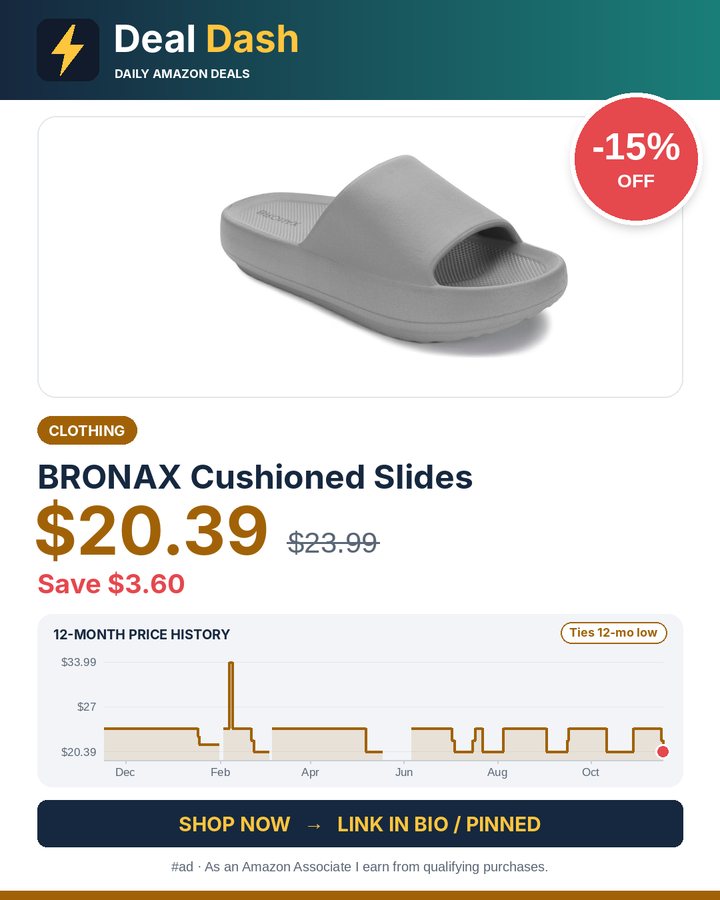 Deal Dash
DAILY AMAZON DEALS
-15%
OFF
BRONAX
CLOTHING
BRONAX Cushioned Slides
$20.39 $23.99
Save $3.60
12-MONTH PRICE HISTORY
Ties 12-mo low
$33.99
$27
$20.39
Dec Feb Apr Jun Aug Oct
SHOP NOW → LINK IN BIO / PINNED
#ad · As an Amazon Associate I earn from qualifying purchases.